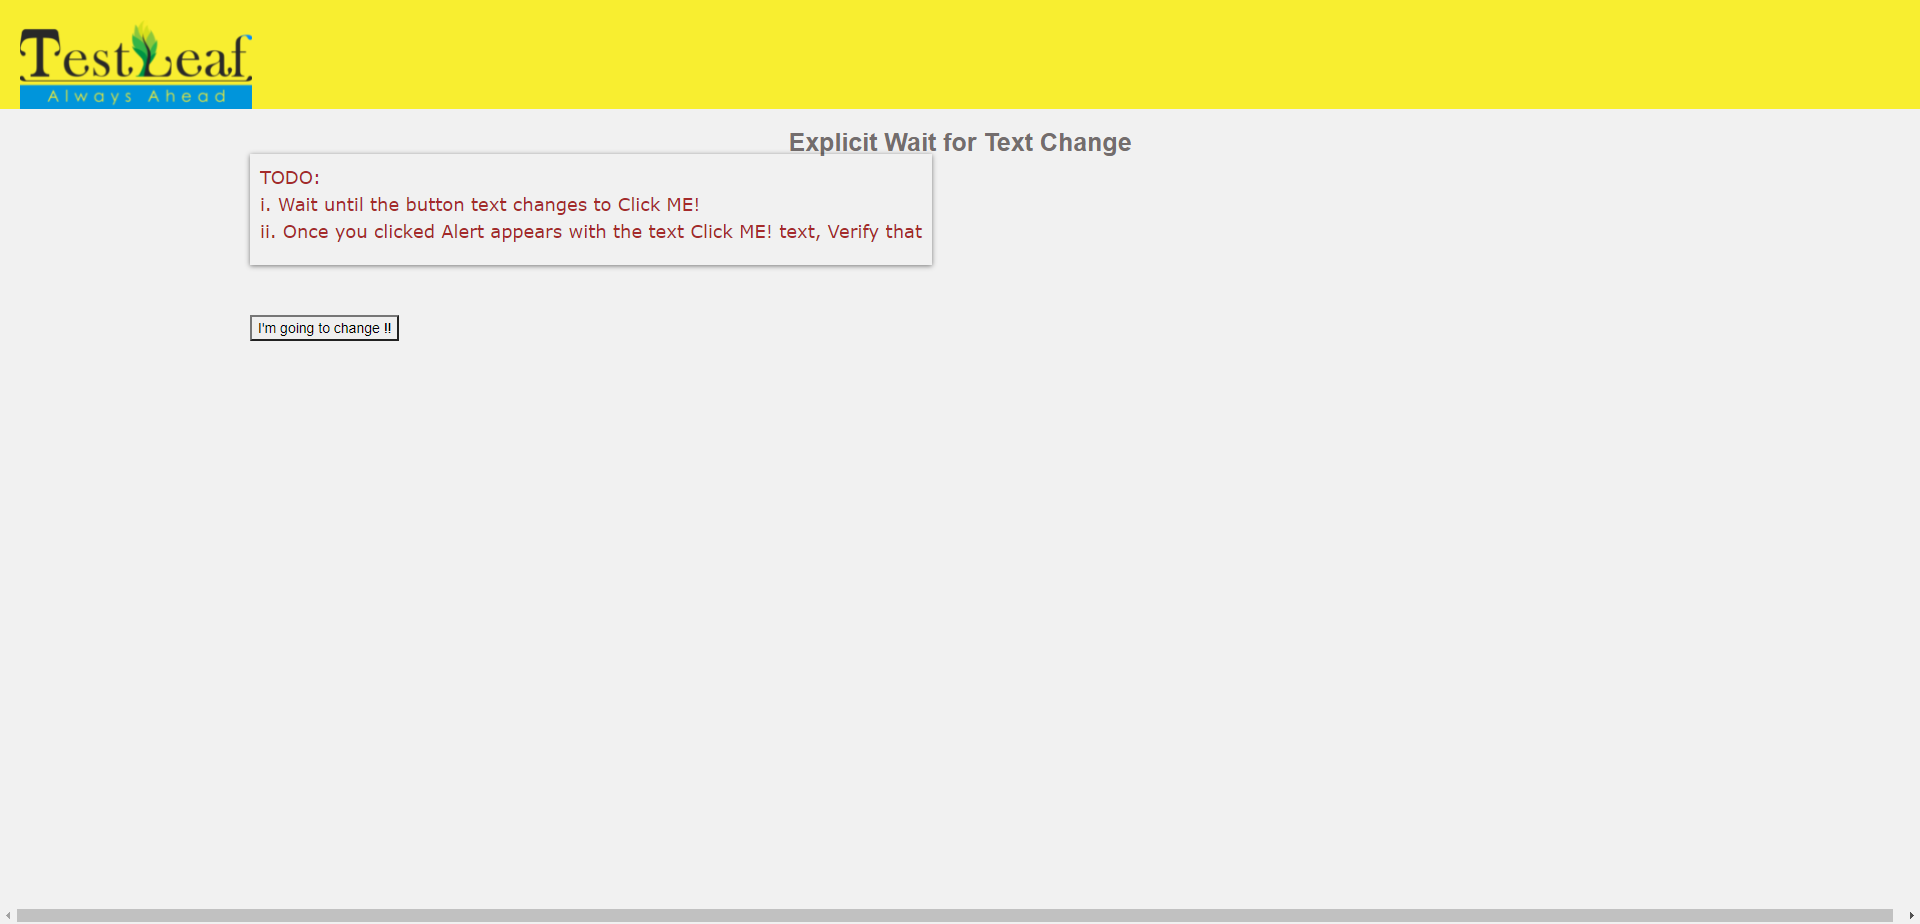 TestLeaf
Always Ahead
Explicit Wait for Text Change
TODO:
i. Wait until the button text changes to Click ME!
ii. Once you clicked Alert appears with the text Click ME! text, Verify that
I'm going to change !!